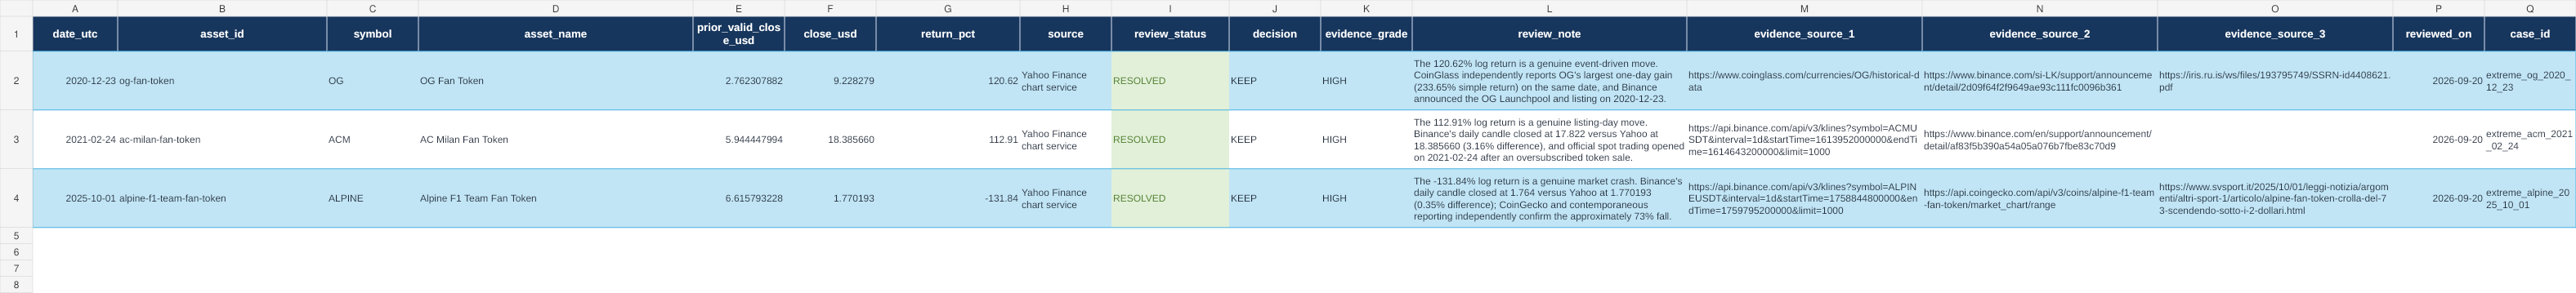 A B C D E F G H I J K L M N O P Q
1 date_utc asset_id symbol asset_name prior_valid_clos close_usd return_pct source review_status decision evidence_grade review_note evidence_source_1 evidence_source_2 evidence_source_3 reviewed_on case_id
e_usd
2 2020-12-23 og-fan-token OG OG Fan Token 2.762307882 9.228279 120.62 Yahoo Finance
chart service
RESOLVED KEEP HIGH
The 120.62% log return is a genuine event-driven move.
CoinGlass independently reports OG's largest one-day gain
(233.65% simple return) on the same date, and Binance
announced the OG Launchpool and listing on 2020-12-23.
https://www.coinglass.com/currencies/OG/historical-d
ata
https://www.binance.com/si-LK/support/announceme
nt/detail/2d09f64f2f9649ae93c111fc0096b361
https://iris.ru.is/ws/files/193795749/SSRN-id4408621.
pdf
2026-09-20
extreme_og_2020_
12_23
3 2021-02-24 ac-milan-fan-token ACM AC Milan Fan Token 5.944447994 18.385660 112.91 Yahoo Finance
chart service
RESOLVED KEEP HIGH
The 112.91% log return is a genuine listing-day move.
Binance's daily candle closed at 17.822 versus Yahoo at
18.385660 (3.16% difference), and official spot trading opened
on 2021-02-24 after an oversubscribed token sale.
https://api.binance.com/api/v3/klines?symbol=ACMU
SDT&interval=1d&startTime=1613952000000&endTi
me=1614643200000&limit=1000
https://www.binance.com/en/support/announcement/
detail/af83f5b390a54a05a076b7fbe83c70d9
2026-09-20
extreme_acm_2021
_02_24
4 2025-10-01 alpine-f1-team-fan-token ALPINE Alpine F1 Team Fan Token 6.615793228 1.770193 -131.84 Yahoo Finance
chart service
RESOLVED KEEP HIGH
The -131.84% log return is a genuine market crash. Binance's
daily candle closed at 1.764 versus Yahoo at 1.770193
(0.35% difference); CoinGecko and contemporaneous
reporting independently confirm the approximately 73% fall.
https://api.binance.com/api/v3/klines?symbol=ALPIN
EUSDT&interval=1d&startTime=1758844800000&en
dTime=1759795200000&limit=1000
https://api.coingecko.com/api/v3/coins/alpine-f1-team
-fan-token/market_chart/range
https://www.svsport.it/2025/10/01/leggi-notizia/argom
enti/altri-sport-1/articolo/alpine-fan-token-crolla-del-7
3-scendendo-sotto-i-2-dollari.html
2026-09-20
extreme_alpine_20
25_10_01
5
6
7
8